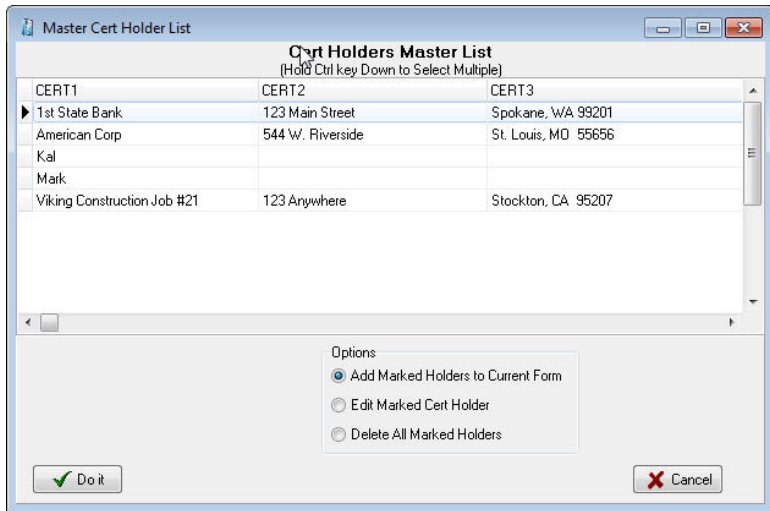 Master Cert Holder List
Cert Holders Master List
(Hold Ctrl key Down to Select Multiple)
CERT1 CERT2 CERT3
1st State Bank 123 Main Street Spokane, WA 99201
American Corp 544 W. Riverside St. Louis, MO 55656
Kal
Mark
Viking Construction Job #21 123 Anywhere Stockton, CA 95207
Options
Add Marked Holders to Current Form
Edit Marked Cert Holder
Delete All Marked Holders
Do it Cancel